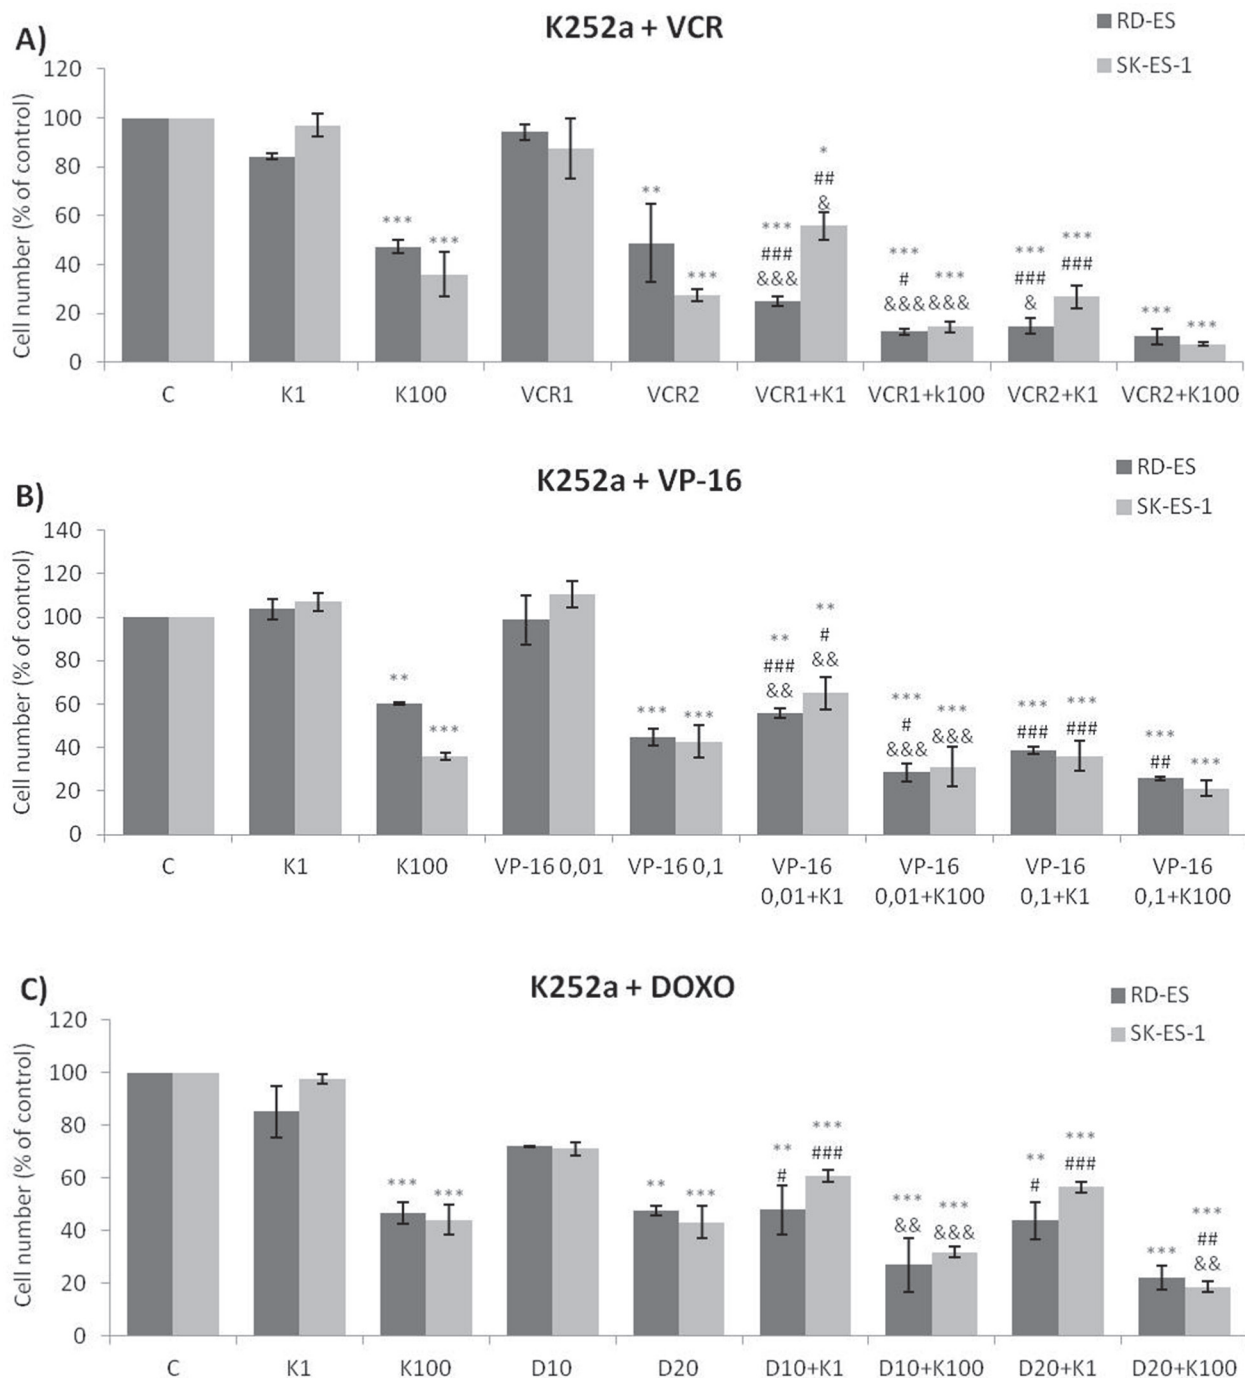 A)
K252a + VCR
RD-ES
SK-ES-1
Cell number (% of control)
120
100
80
60
40
20
0
*** *** ** *** *** ### &&& * ## & *** # &&& *** &&& *** ### & *** ### *** ***
C K1 K100 VCR1 VCR2 VCR1+K1 VCR1+k100 VCR2+K1 VCR2+K100
B)
K252a + VP-16
RD-ES
SK-ES-1
Cell number (% of control)
140
120
100
80
60
40
20
0
** *** *** *** ** ### && ** # && *** # &&& *** &&& *** ### *** ### *** ## ***
C K1 K100 VP-16 0,01 VP-16 0,1 VP-16 VP-16 VP-16 VP-16
0,01+K1 0,01+K100 0,1+K1 0,1+K100
C)
K252a + DOXO
RD-ES
SK-ES-1
Cell number (% of control)
120
100
80
60
40
20
0
*** *** ** *** ** # *** ### *** && *** &&& ** # *** ### *** *** ## &&
C K1 K100 D10 D20 D10+K1 D10+K100 D20+K1 D20+K100